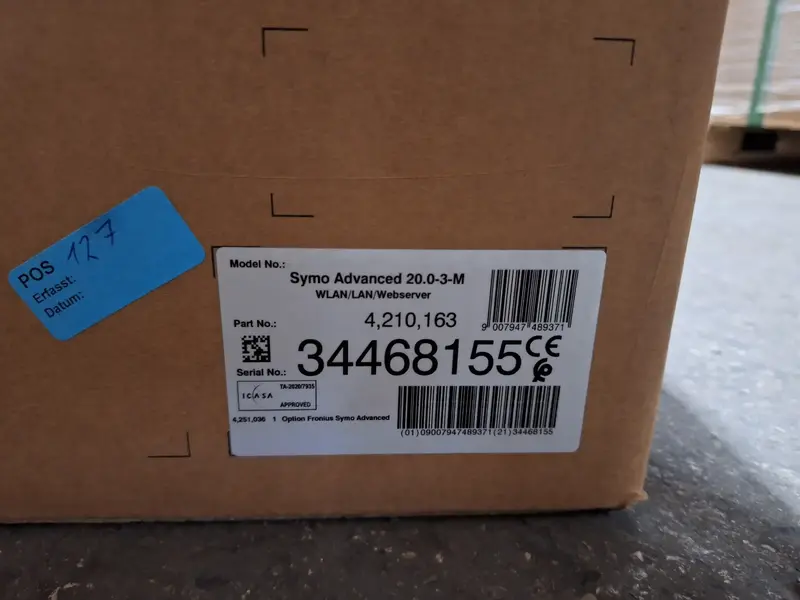 POS 127
Erfasst:
Datum:
Model No.:
Symo Advanced 20.0-3-M
WLAN/LAN/Webserver
Part No.:
4,210,163
9 007947 489371
34468155
CE
Serial No.:
ICASA
TA-2020/7935
APPROVED
4,251,036 1 Option Fronius Symo Advanced
(01)09007947489371(21)34468155